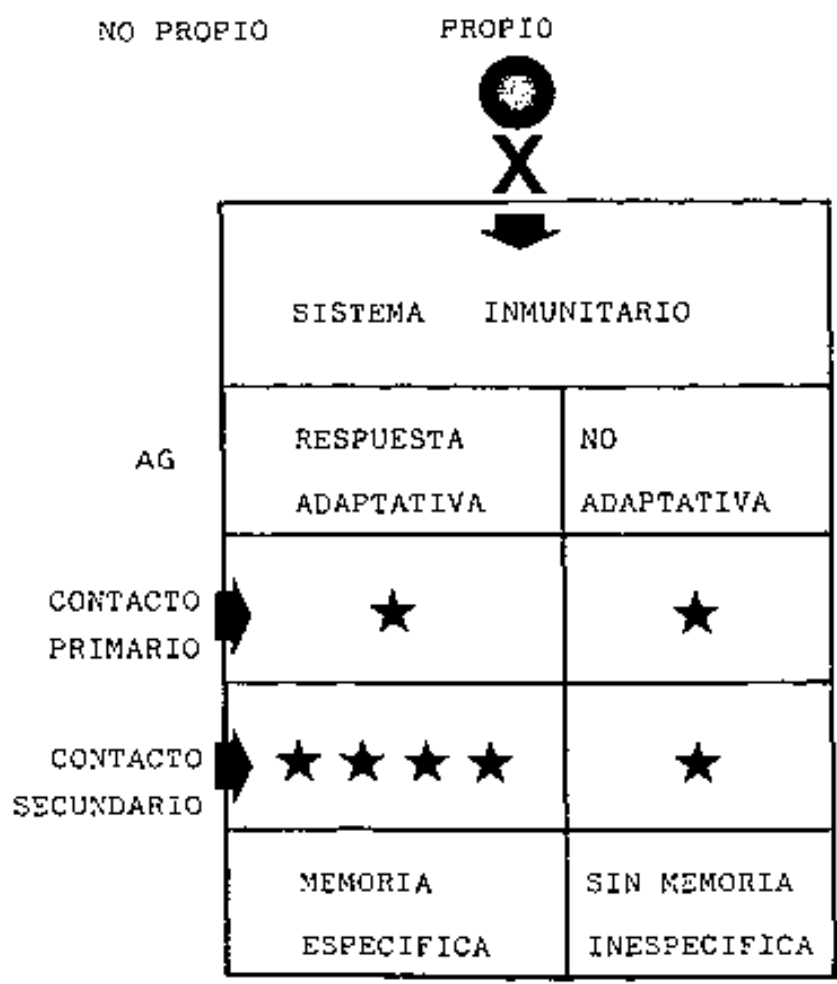 NO PROPIO
PROPIO
X
SISTEMA INMUNITARIO
AG
RESPUESTA
ADAPTATIVA
NO
ADAPTATIVA
CONTACTO
PRIMARIO
CONTACTO
SECUNDARIO
MEMORIA
ESPECIFICA
SIN MEMORIA
INESPECIFICA